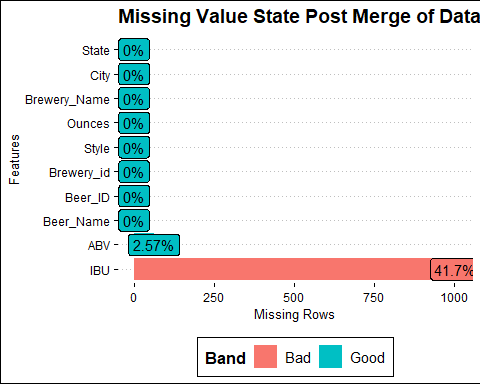 Missing Value State Post Merge of Data
State 0%
City 0%
Brewery_Name 0%
Ounces 0%
Style 0%
Brewery_id 0%
Beer_ID 0%
Beer_Name 0%
ABV 2.57%
IBU 41.7%
Features
0 250 500 750 1000
Missing Rows
Band Bad Good